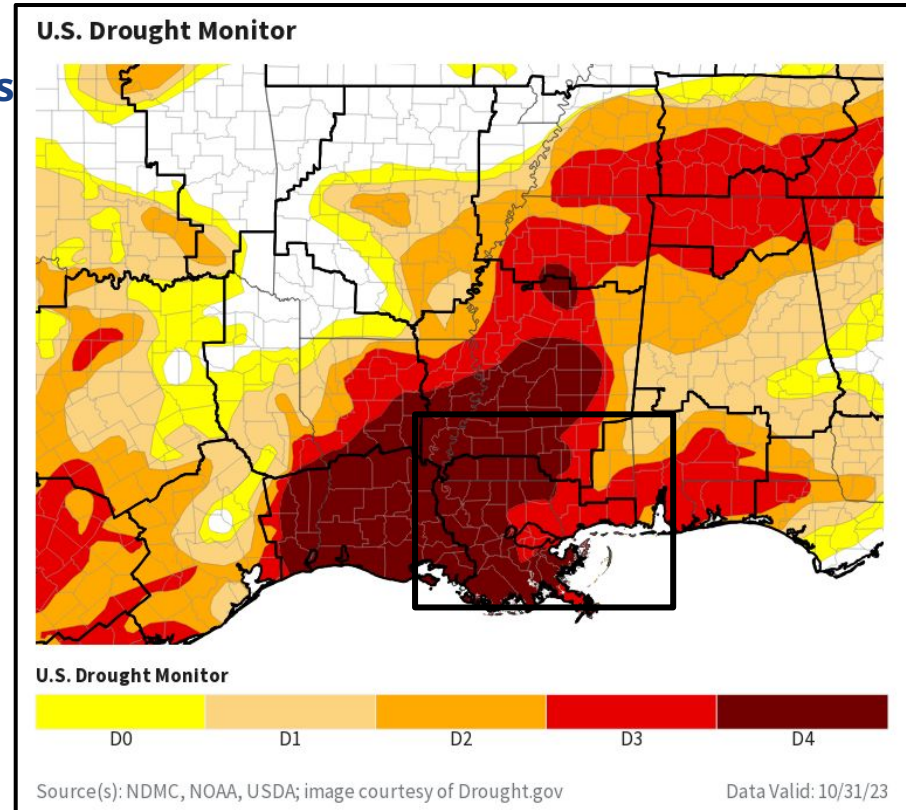 U.S. Drought Monitor
s
U.S. Drought Monitor
D0 D1 D2 D3 D4
Source(s): NDMC, NOAA, USDA; image courtesy of Drought.gov Data Valid: 10/31/23